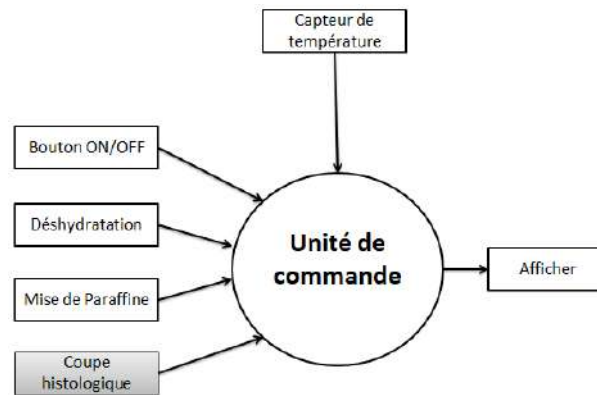 Capteur de
température
Bouton ON/OFF
Déshydratation
Unité de
commande
Afficher
Mise de Paraffine
Coupe
histologique